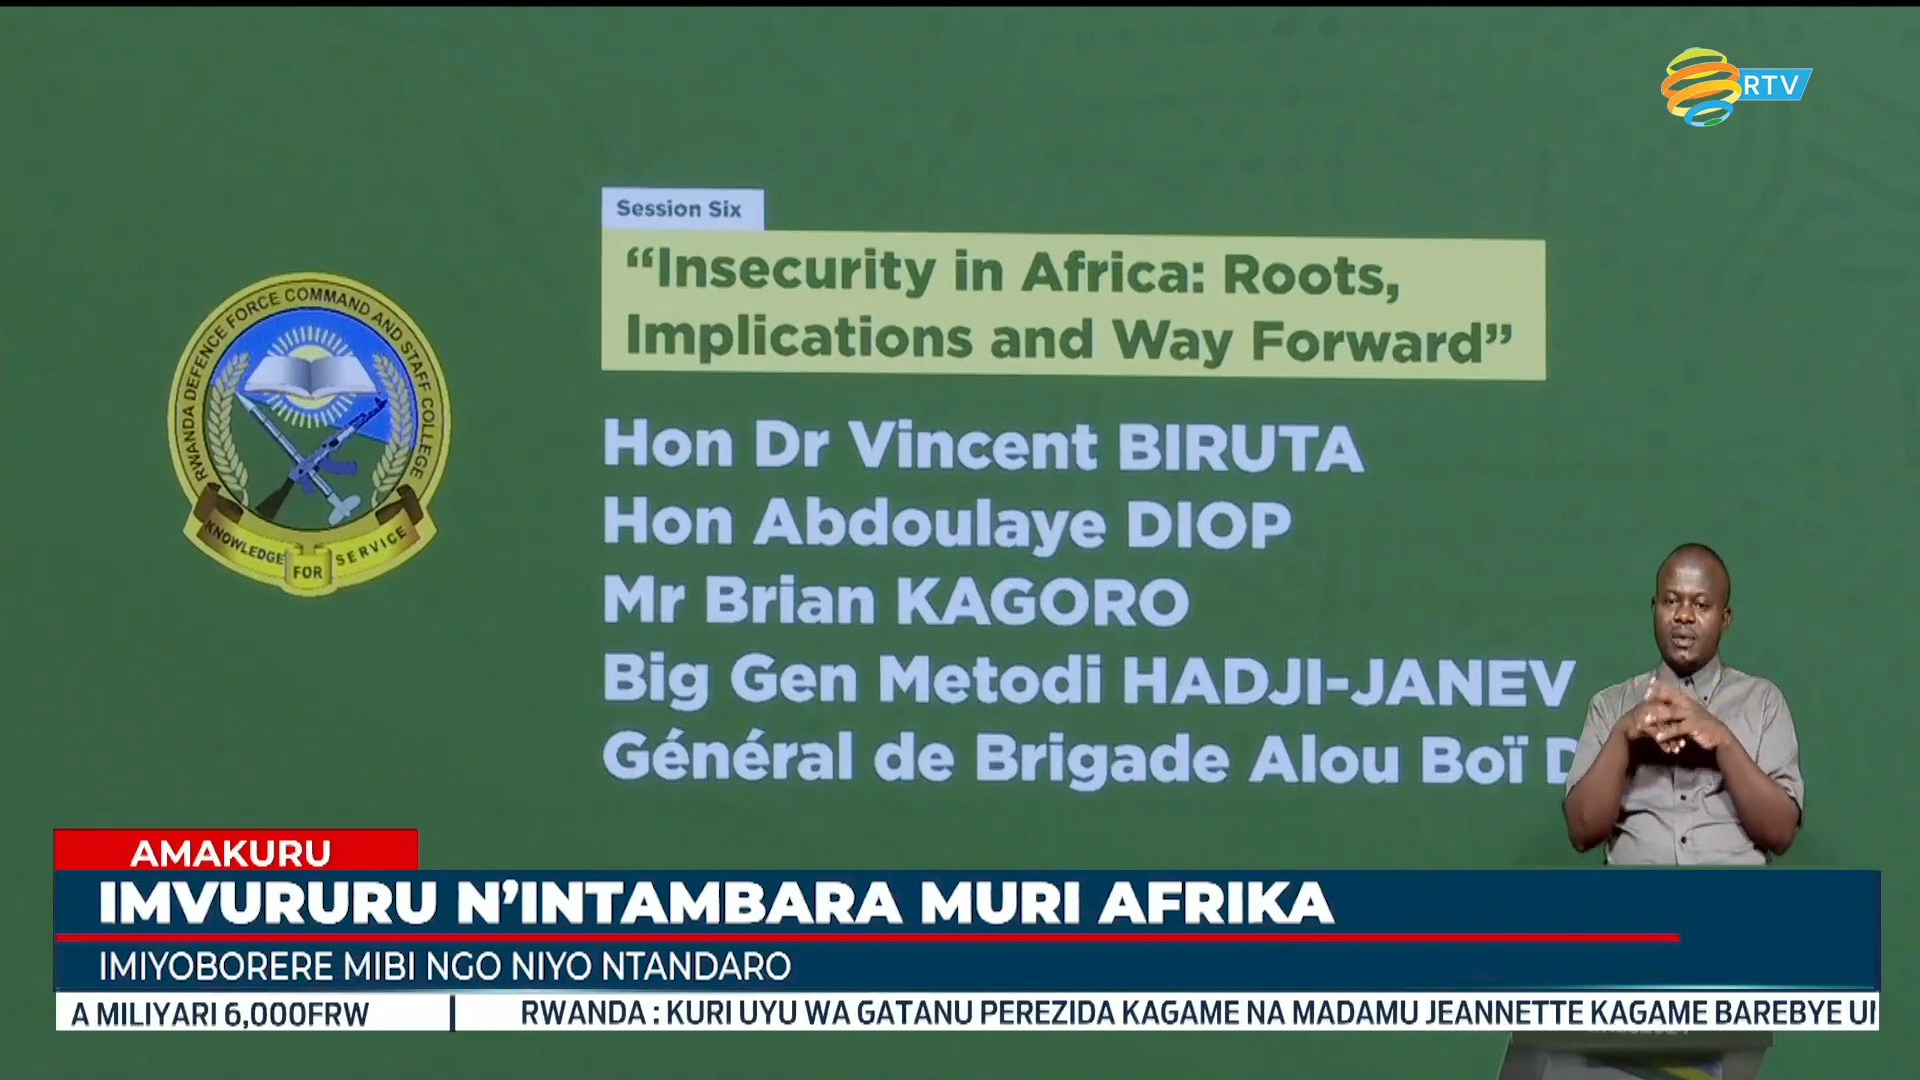 RTV
Session Six
“Insecurity in Africa: Roots,
Implications and Way Forward”
RWANDA DEFENCE FORCE COMMAND AND STAFF COLLEGE
KNOWLEDGE FOR SERVICE
Hon Dr Vincent BIRUTA
Hon Abdoulaye DIOP
Mr Brian KAGORO
Big Gen Metodi HADJI-JANEV
Général de Brigade Alou Boï D
AMAKURU
IMVURURU N’INTAMBARA MURI AFRIKA
IMIYOBORERE MIBI NGO NIYO NTANDARO
A MILIYARI 6,000FRW | RWANDA : KURI UYU WA GATANU PEREZIDA KAGAME NA MADAMU JEANNETTE KAGAME BAREBYE